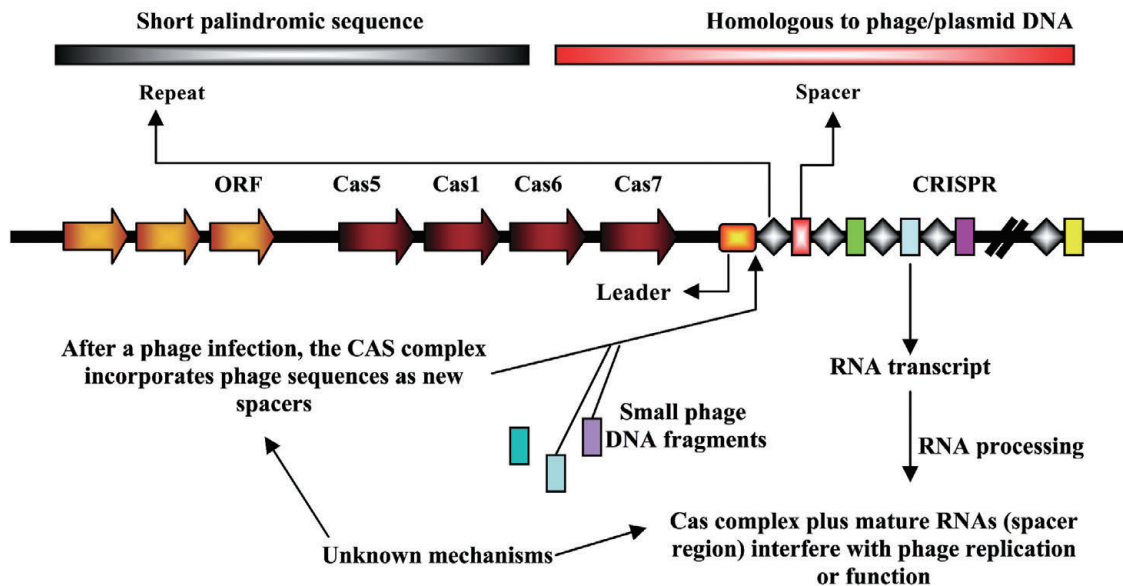 Short palindromic sequence
Homologous to phage/plasmid DNA
Repeat
Spacer
ORF
Cas5
Cas1
Cas6
Cas7
CRISPR
Leader
After a phage infection, the CAS complex
incorporates phage sequences as new
spacers
RNA transcript
Small phage
DNA fragments
RNA processing
Unknown mechanisms
Cas complex plus mature RNAs (spacer
region) interfere with phage replication
or function